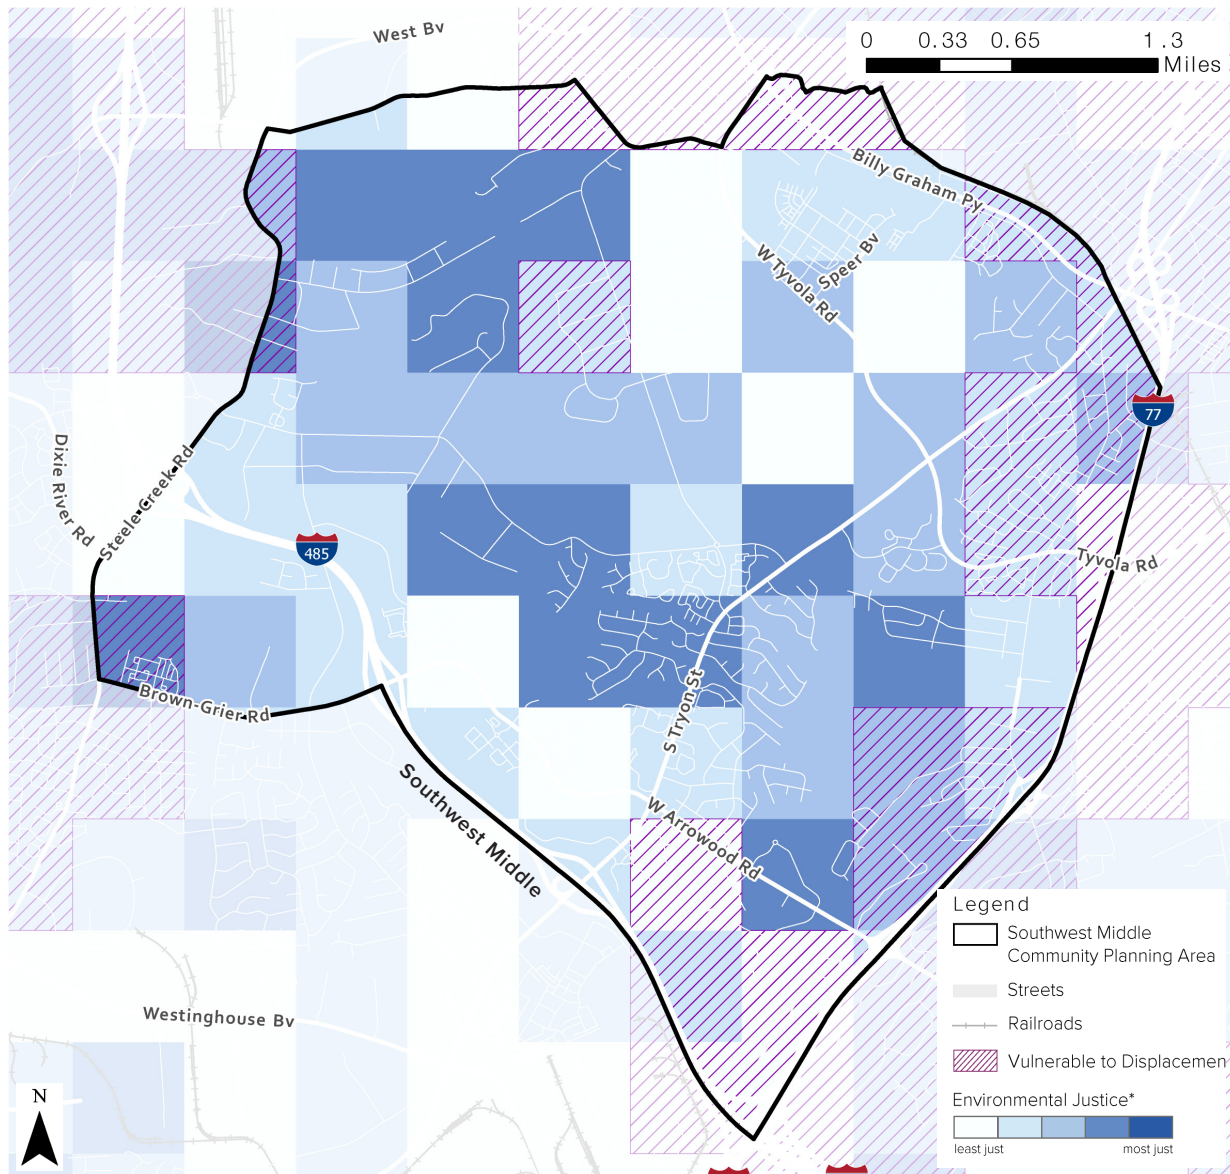 West Bv
0 0.33 0.65 1.3
Miles
Billy Graham Py
W Tyvola Rd
Speer Bv
77
Dixie River Rd
Steele Creek Rd
485
Tyvola Rd
Brown-Grier Rd
S Tryon St
Southwest Middle
W Arrowood Rd
Westinghouse Bv
N
Legend
Southwest Middle
Community Planning Area
Streets
Railroads
Vulnerable to Displacemen
Environmental Justice*
least just most just